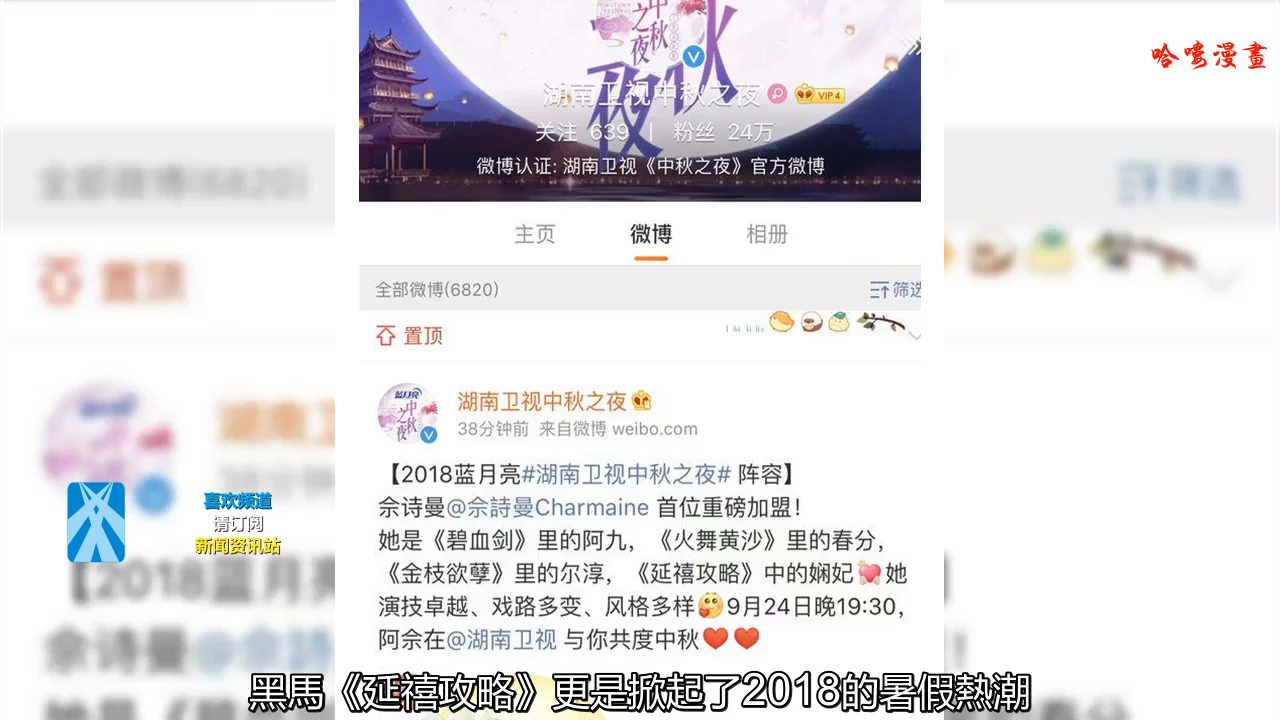 哈嘍漫畫
中秋之夜
夜
湖南卫视中秋之夜 VIP 4
关注 639 | 粉丝 24万
微博认证: 湖南卫视《中秋之夜》官方微博
主页 微博 相册
全部微博(6820) 筛选
置顶
蓝月亮
中秋之夜
湖南卫视中秋之夜
38分钟前 来自微博 weibo.com
【2018蓝月亮#湖南卫视中秋之夜# 阵容】
佘诗曼@佘詩曼Charmaine 首位重磅加盟!
她是《碧血剑》里的阿九，《火舞黄沙》里的春分，
《金枝欲孽》里的尔淳，《延禧攻略》中的娴妃💘她
演技卓越、戏路多变、风格多样🥰9月24日晚19:30，
阿佘在@湖南卫视 与你共度中秋❤️❤️
喜欢频道
请订阅
新闻资讯站
黑馬《延禧攻略》更是掀起了2018的暑假熱潮